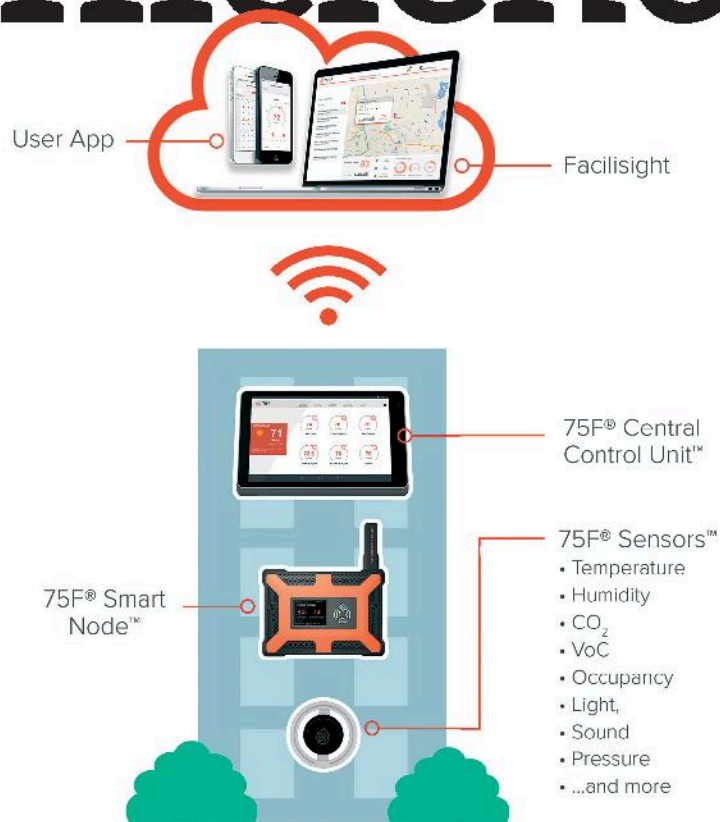 User App
Facilisight
71
75F® Central
Control Unit™
75F® Smart
Node™
75F® Sensors™
• Temperature
• Humidity
• CO₂
• VoC
• Occupancy
• Light,
• Sound
• Pressure
• ...and more